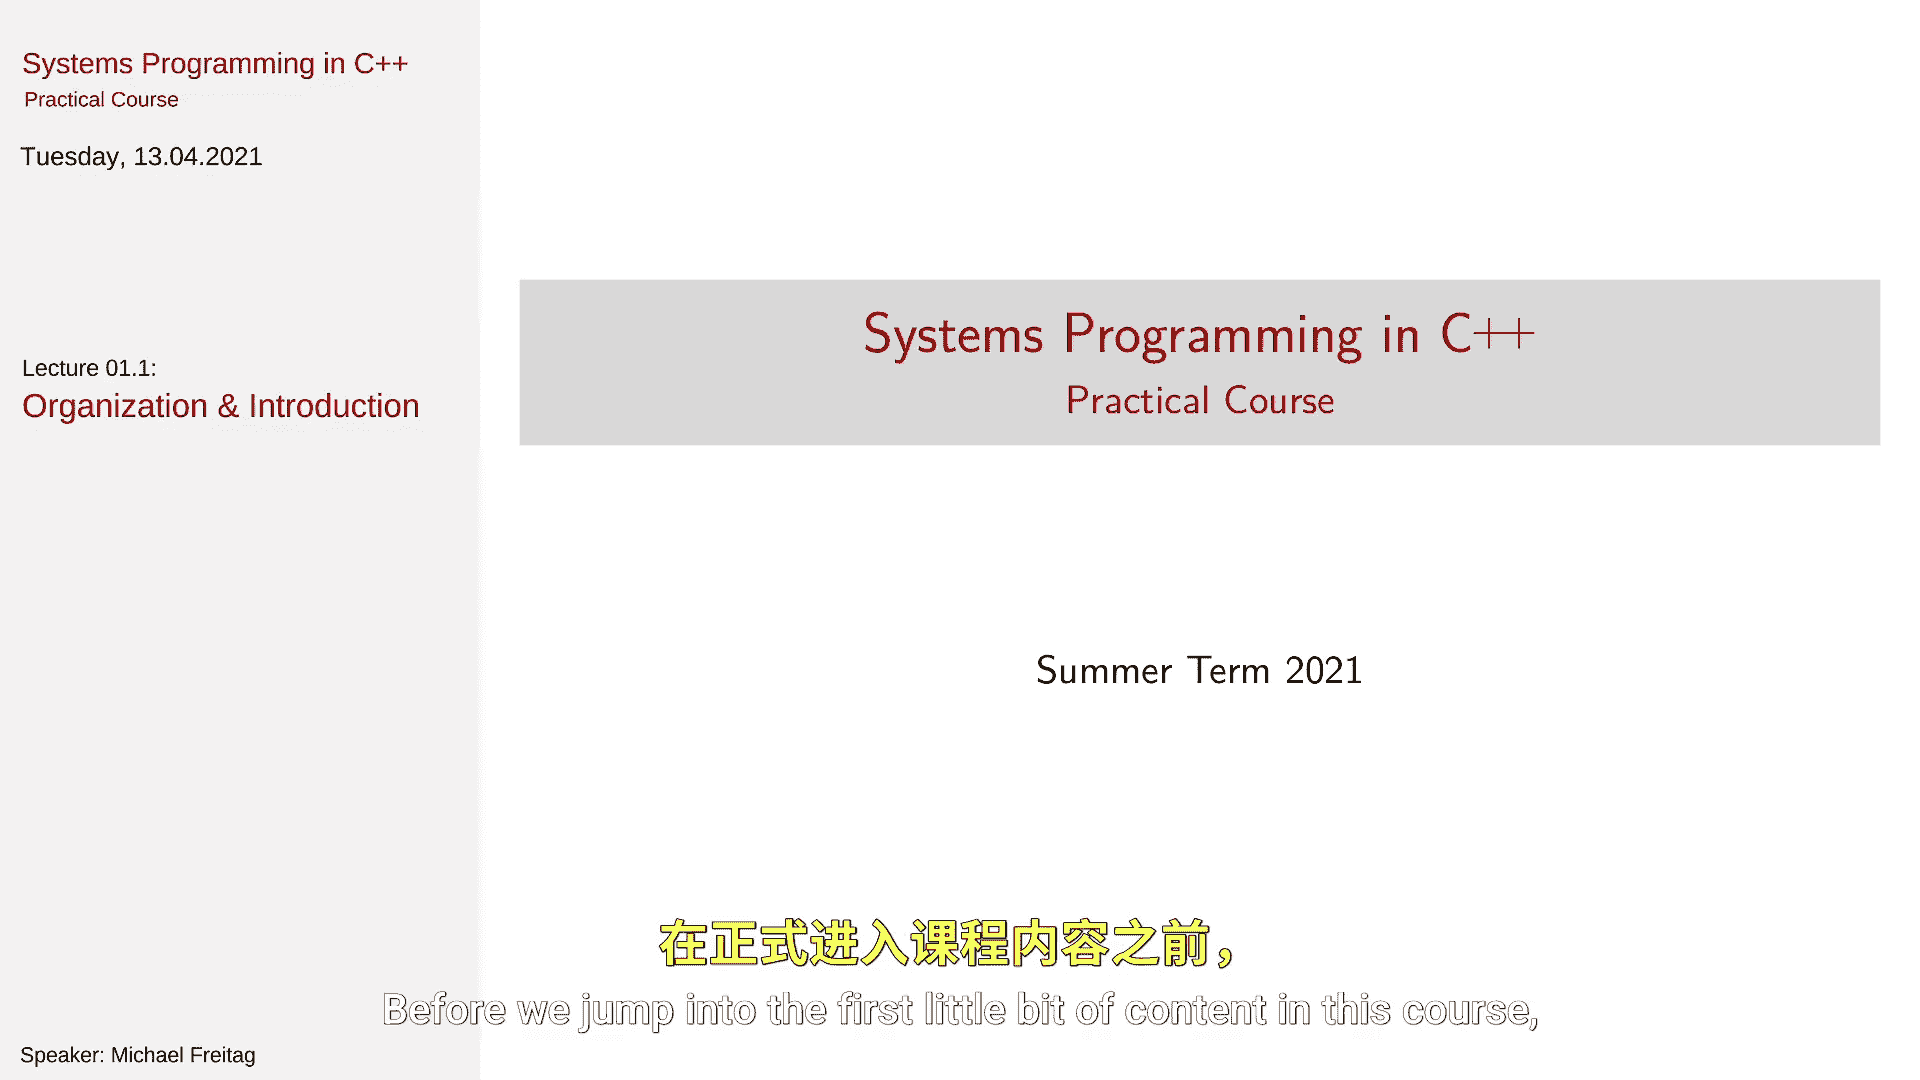 Systems Programming in C++
Practical Course
Tuesday, 13.04.2021
Lecture 01.1:
Organization & Introduction
Speaker: Michael Freitag
Systems Programming in C++
Practical Course
Summer Term 2021
在正式进入课程内容之前，
Before we jump into the first little bit of content in this course,